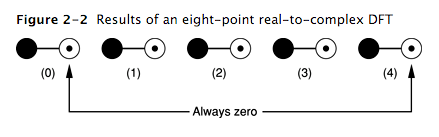 Figure 2-2 Results of an eight-point real-to-complex DFT
(0) (1) (2) (3) (4)
Always zero